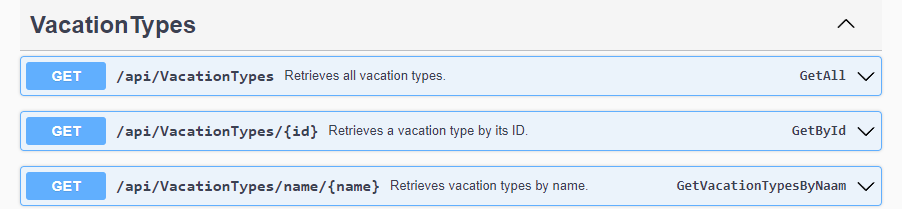 VacationTypes
GET /api/VacationTypes Retrieves all vacation types. GetAll
GET /api/VacationTypes/{id} Retrieves a vacation type by its ID. GetById
GET /api/VacationTypes/name/{name} Retrieves vacation types by name. GetVacationTypesByNaam